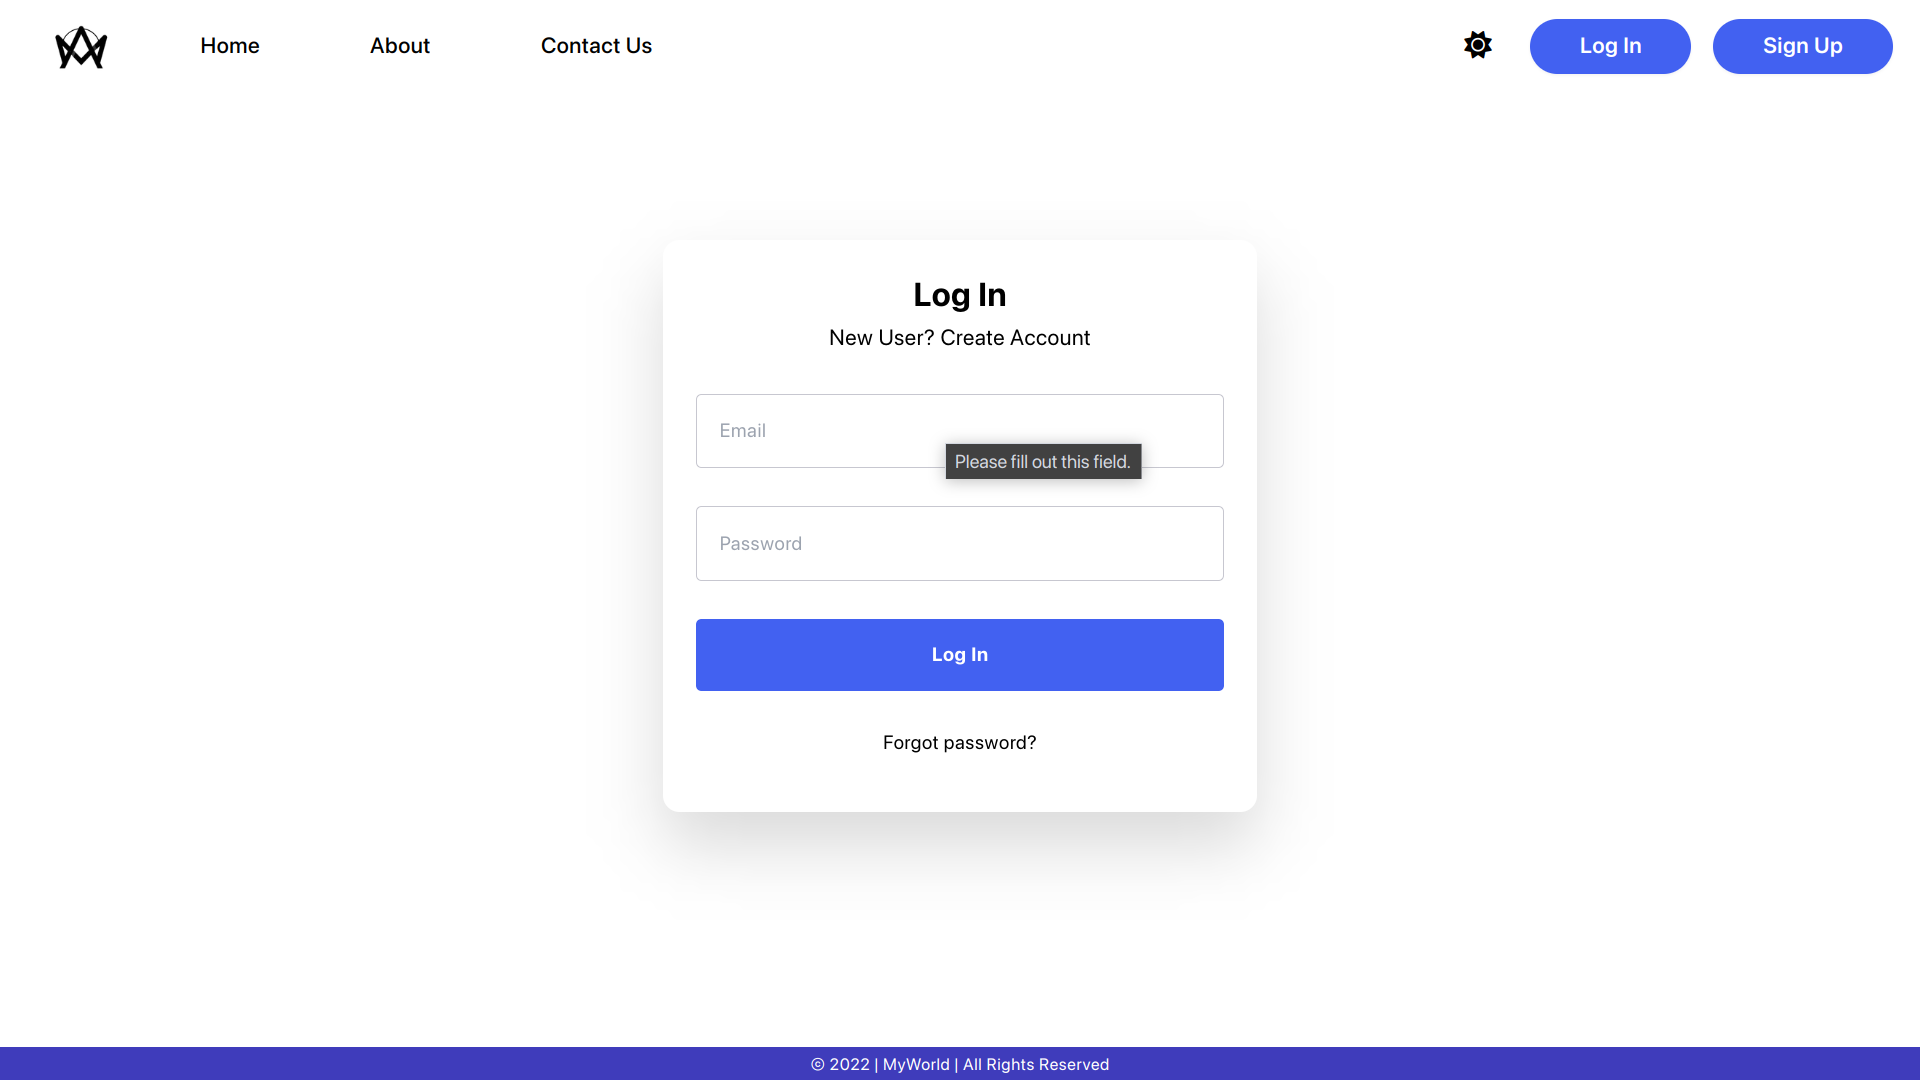 Home
About
Contact Us
Log In
Sign Up
Log In
New User? Create Account
Email
Please fill out this field.
Password
Log In
Forgot password?
© 2022 | MyWorld | All Rights Reserved